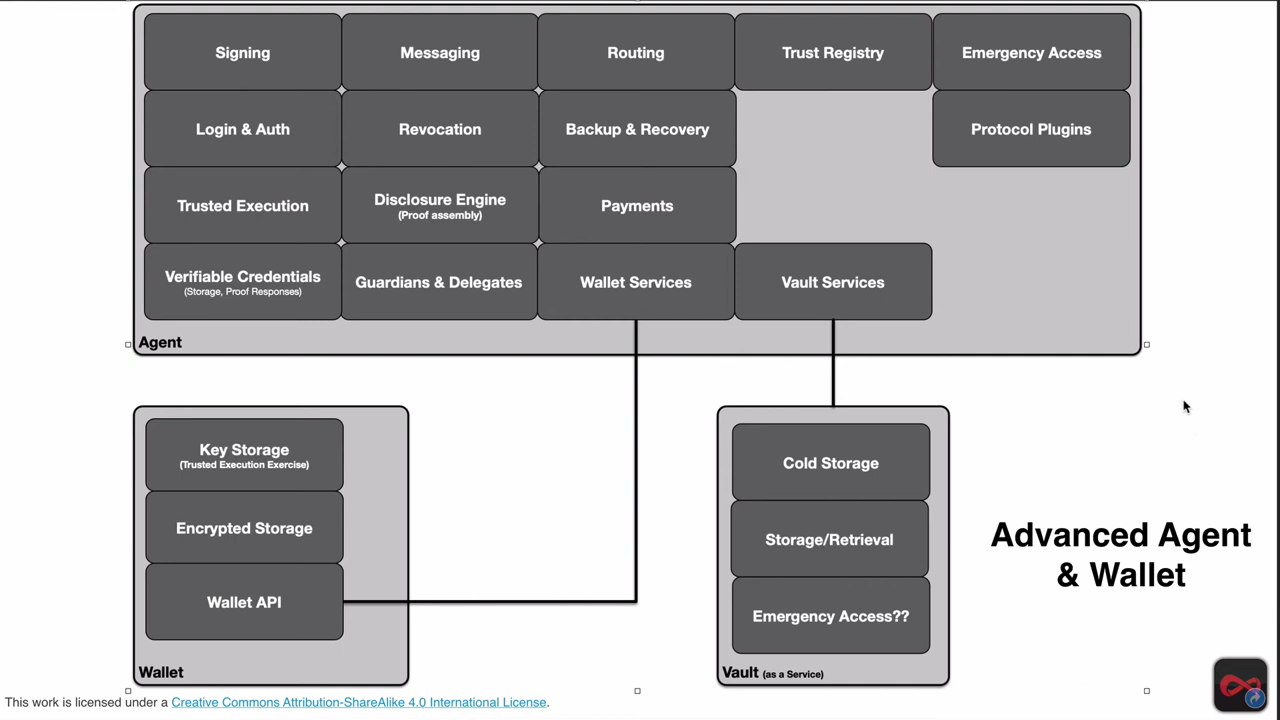 Signing
Messaging
Routing
Trust Registry
Emergency Access
Login & Auth
Revocation
Backup & Recovery
Protocol Plugins
Trusted Execution
Disclosure Engine
(Proof assembly)
Payments
Verifiable Credentials
(Storage, Proof Responses)
Guardians & Delegates
Wallet Services
Vault Services
Agent
Key Storage
(Trusted Execution Exercise)
Encrypted Storage
Wallet API
Wallet
Cold Storage
Storage/Retrieval
Emergency Access??
Vault (as a Service)
Advanced Agent
& Wallet
This work is licensed under a Creative Commons Attribution-ShareAlike 4.0 International License.